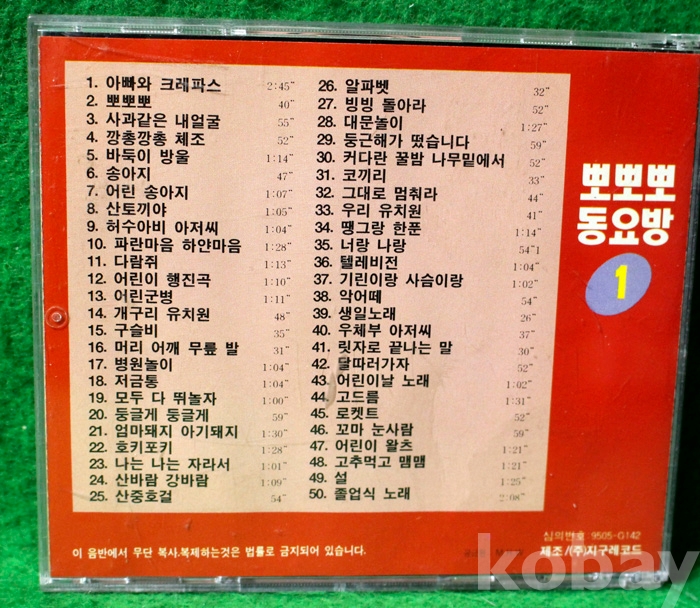 1. 아빠와 크레파스 2:45"
2. 뽀뽀뽀 40"
3. 사과같은 내얼굴 55"
4. 깡총깡총 체조 52"
5. 바둑이 방울 1:14"
6. 송아지 47"
7. 어린 송아지 1:07"
8. 산토끼야 1:05"
9. 허수아비 아저씨 1:04"
10. 파란마음 하얀마음 1:28"
11. 다람쥐 1:13"
12. 어린이 행진곡 1:10"
13. 어린군병 1:11"
14. 개구리 유치원 48"
15. 구슬비 35"
16. 머리 어깨 무릎 발 31"
17. 병원놀이 1:04"
18. 저금통 1:04"
19. 모두 다 뛰놀자 1:00"
20. 둥글게 둥글게 59"
21. 엄마돼지 아기돼지 1:30"
22. 호키포키 1:28"
23. 나는 나는 자라서 1:01"
24. 산바람 강바람 1:09"
25. 산중호걸 54"
26. 알파벳 32"
27. 빙빙 돌아라 52"
28. 대문놀이 1:27"
29. 둥근해가 떴습니다 59"
30. 커다란 꿀밤 나무밑에서 52"
31. 코끼리 33"
32. 그대로 멈춰라 44"
33. 우리 유치원 41"
34. 땡그랑 한푼 1:14"
35. 너랑 나랑 54"1
36. 텔레비전 1:04"
37. 기린이랑 사슴이랑 1:02"
38. 악어떼 54"
39. 생일노래 26"
40. 우체부 아저씨 37"
41. 릿자로 끝나는 말 30"
42. 달따러가자 52"
43. 어린이날 노래 1:02"
44. 고드름 1:31"
45. 로켓트 52"
46. 꼬마 눈사람 59"
47. 어린이 왈츠 1:21"
48. 고추먹고 맴맴 1:21"
49. 설 1:25"
50. 졸업식 노래 2:08"
뽀뽀뽀
동요방
1
심의번호 : 9505-G142
이 음반에서 무단 복사.복제하는것은 법률로 금지되어 있습니다.
제조/(주)지구레코드
kobay